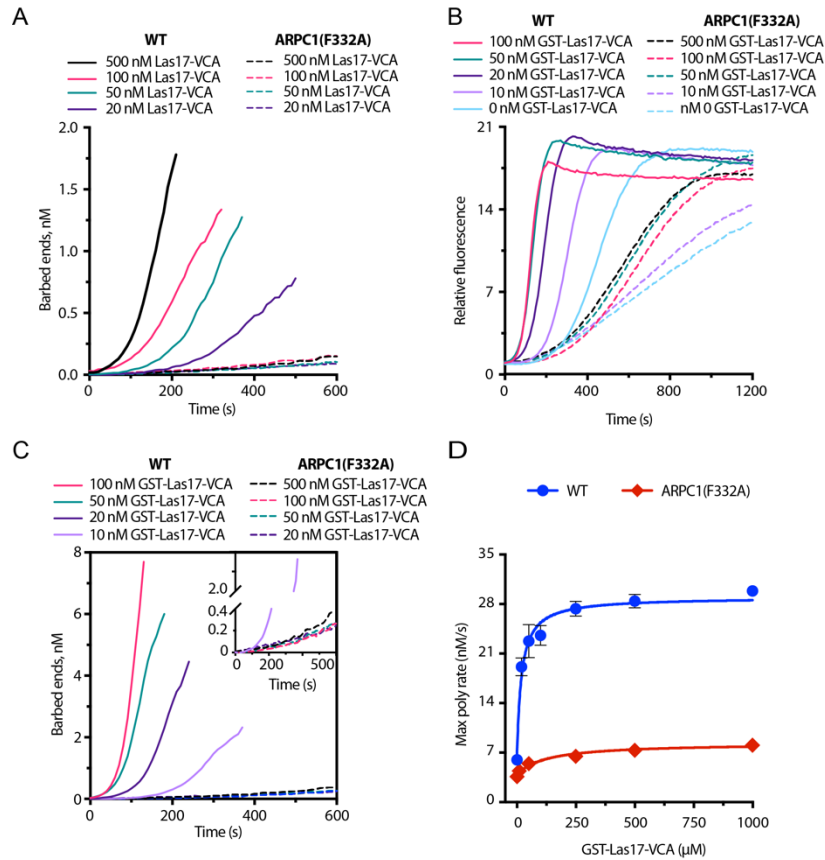 A
WT
ARPC1(F332A)
500 nM Las17-VCA
500 nM Las17-VCA
100 nM Las17-VCA
100 nM Las17-VCA
50 nM Las17-VCA
50 nM Las17-VCA
20 nM Las17-VCA
20 nM Las17-VCA
2.0
1.5
1.0
0.5
0.0
Barbed ends, nM
0
200
400
600
Time (s)
B
WT
ARPC1(F332A)
100 nM GST-Las17-VCA
500 nM GST-Las17-VCA
50 nM GST-Las17-VCA
100 nM GST-Las17-VCA
20 nM GST-Las17-VCA
50 nM GST-Las17-VCA
10 nM GST-Las17-VCA
10 nM GST-Las17-VCA
0 nM GST-Las17-VCA
nM 0 GST-Las17-VCA
21
14
7
0
Relative fluorescence
0
400
800
1200
Time (s)
C
WT
ARPC1(F332A)
100 nM GST-Las17-VCA
500 nM GST-Las17-VCA
50 nM GST-Las17-VCA
100 nM GST-Las17-VCA
20 nM GST-Las17-VCA
50 nM GST-Las17-VCA
10 nM GST-Las17-VCA
20 nM GST-Las17-VCA
8
6
4
2
0
Barbed ends, nM
2.0
0.4
0.2
0
0
200
500
Time (s)
0
200
400
600
Time (s)
D
WT
ARPC1(F332A)
35
28
21
14
7
0
Max poly rate (nM/s)
0
250
500
750
1000
GST-Las17-VCA (μM)